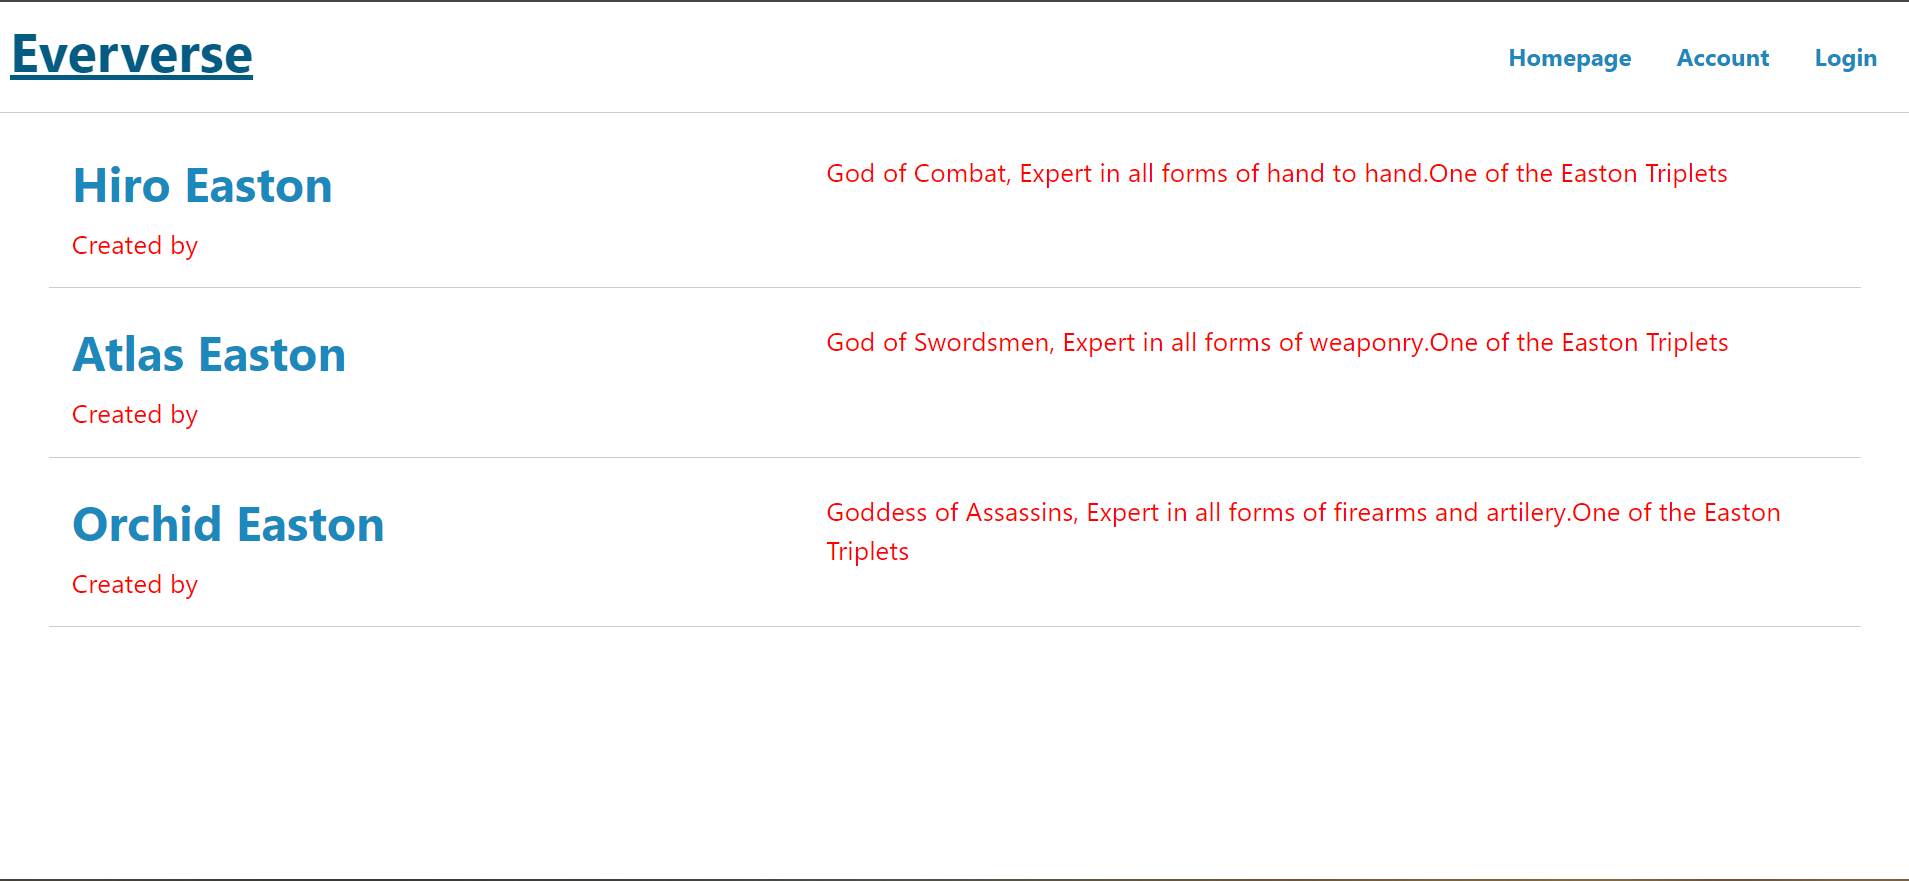 Eververse
Homepage Account Login
Hiro Easton
God of Combat, Expert in all forms of hand to hand.One of the Easton Triplets
Created by
Atlas Easton
God of Swordsmen, Expert in all forms of weaponry.One of the Easton Triplets
Created by
Orchid Easton
Goddess of Assassins, Expert in all forms of firearms and artilery.One of the Easton
Triplets
Created by